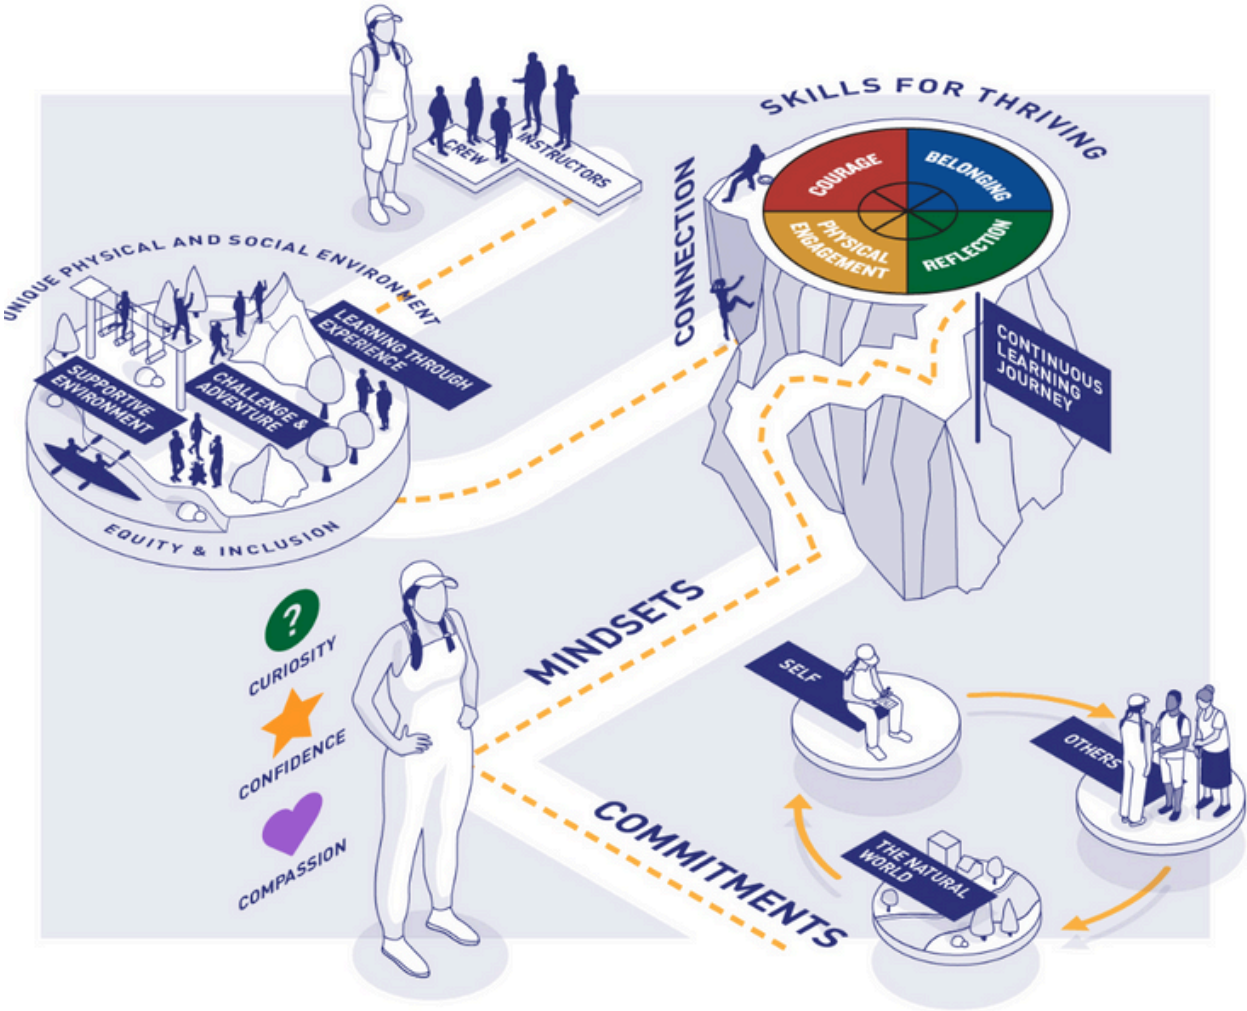 CREW
INSTRUCTORS
SKILLS FOR THRIVING
COURAGE
BELONGING
PHYSICAL
ENGAGEMENT
REFLECTION
CONNECTION
UNIQUE PHYSICAL AND SOCIAL ENVIRONMENT
LEARNING THROUGH
EXPERIENCE
SUPPORTIVE
ENVIRONMENT
CHALLENGE &
ADVENTURE
EQUITY & INCLUSION
CONTINUOUS
LEARNING
JOURNEY
?
CURIOSITY
CONFIDENCE
COMPASSION
MINDSETS
COMMITMENTS
SELF
OTHERS
THE NATURAL
WORLD